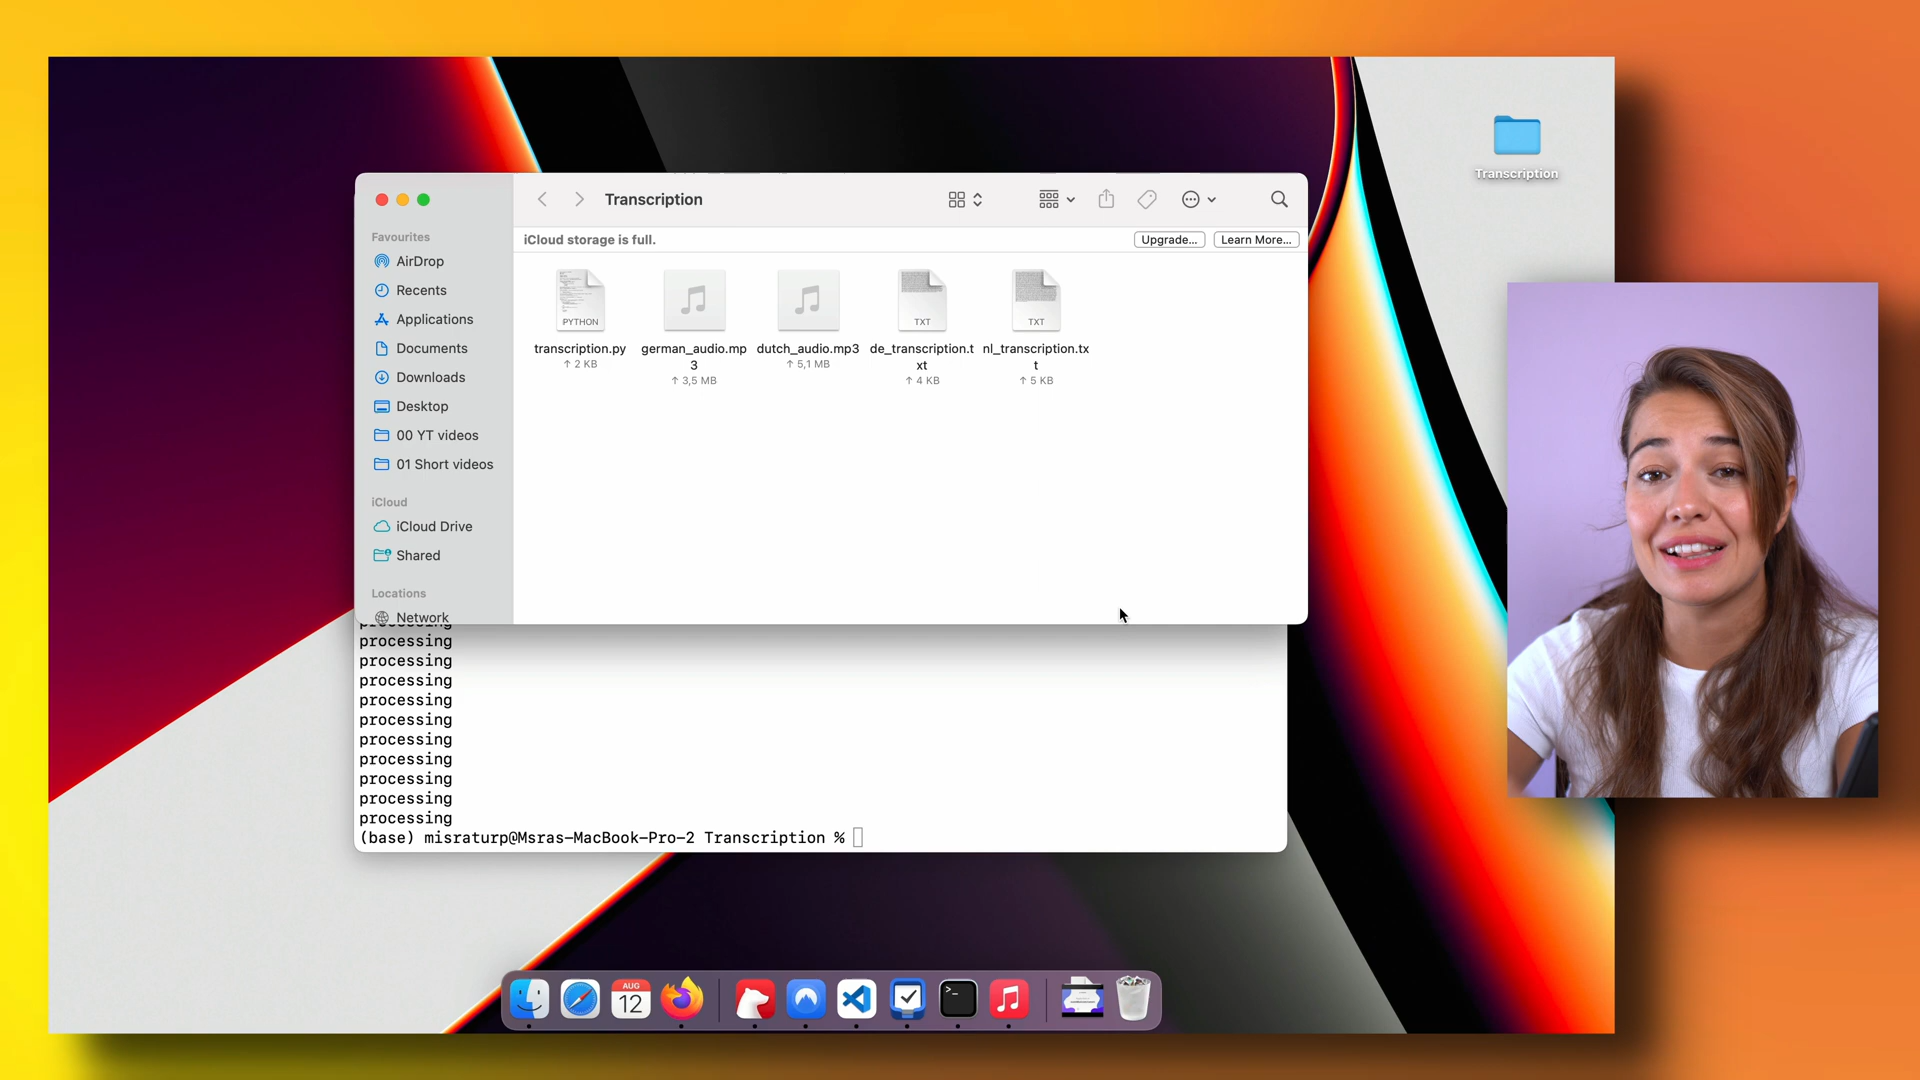 Transcription
Transcription
iCloud storage is full.
Upgrade...
Learn More...
Favourites
AirDrop
Recents
Applications
Documents
Downloads
Desktop
00 YT videos
01 Short videos
iCloud
iCloud Drive
Shared
Locations
Network
PYTHON
transcription.py
↑ 2 KB
german_audio.mp
3
↑ 3,5 MB
dutch_audio.mp3
↑ 5,1 MB
TXT
de_transcription.t
xt
↑ 4 KB
TXT
nl_transcription.tx
t
↑ 5 KB
processing
processing
processing
processing
processing
processing
processing
processing
processing
processing
processing
(base) misraturp@Msras-MacBook-Pro-2 Transcription %
AUG
12
>_